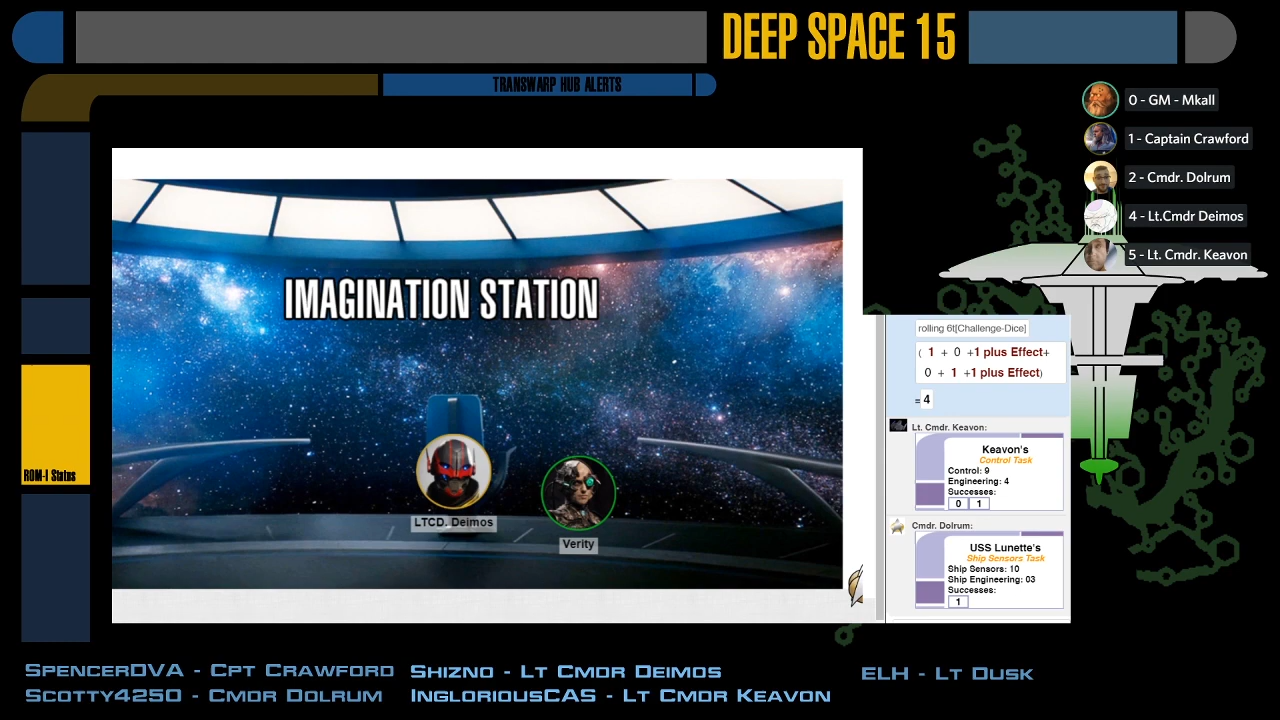 DEEP SPACE 15
TRANSWARP HUB ALERTS
0 - GM - Mkall
1 - Captain Crawford
2 - Cmdr. Dolrum
4 - Lt.Cmdr Deimos
5 - Lt. Cmdr. Keavon
IMAGINATION STATION
LTCD. Deimos
Verity
rolling 6t[Challenge-Dice]
( 1 + 0 +1 plus Effect+
0 + 1 +1 plus Effect)
=4
Lt. Cmdr. Keavon:
Keavon's
Control Task
Control: 9
Engineering: 4
Successes:
0 1
Cmdr. Dolrum:
USS Lunette's
Ship Sensors Task
Ship Sensors: 10
Ship Engineering: 03
Successes:
1
ROM-I Status
SpencerDVA - Cpt Crawford
Shizno - Lt Cmdr Deimos
ELH - Lt Dusk
Scotty4250 - Cmdr Dolrum
IngloriousCAS - Lt Cmdr Keavon